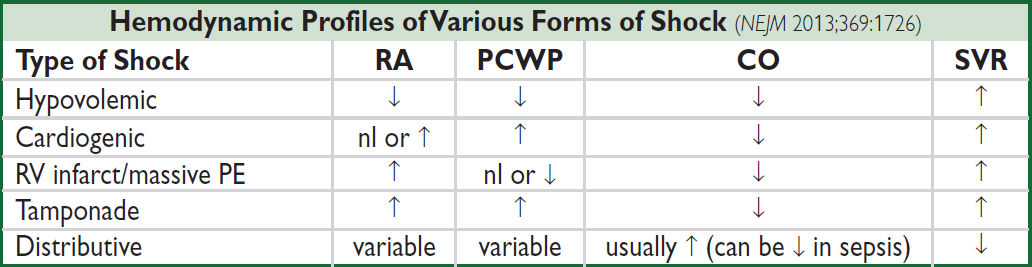 Hemodynamic Profiles of Various Forms of Shock (NEJM 2013;369:1726)
Type of Shock RA PCWP CO SVR
Hypovolemic ↓ ↓ ↓ ↑
Cardiogenic nl or ↑ ↑ ↓ ↑
RV infarct/massive PE ↑ nl or ↓ ↓ ↑
Tamponade ↑ ↑ ↓ ↑
Distributive variable variable usually ↑ (can be ↓ in sepsis) ↓